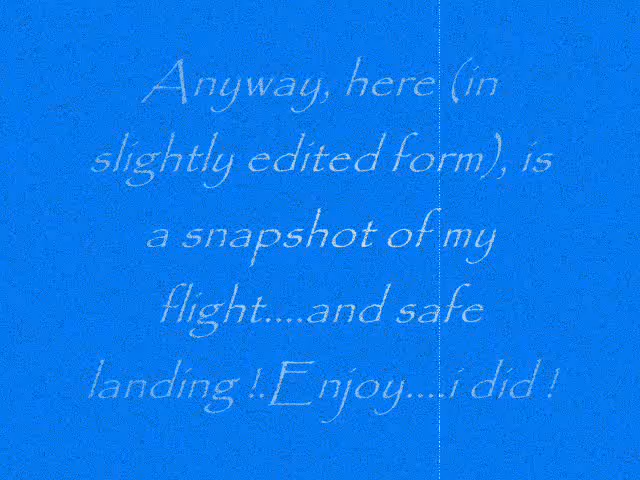 Anyway, here (in
slightly edited form), is
a snapshot of my
flight....and safe
landing !.Enjoy....i did !